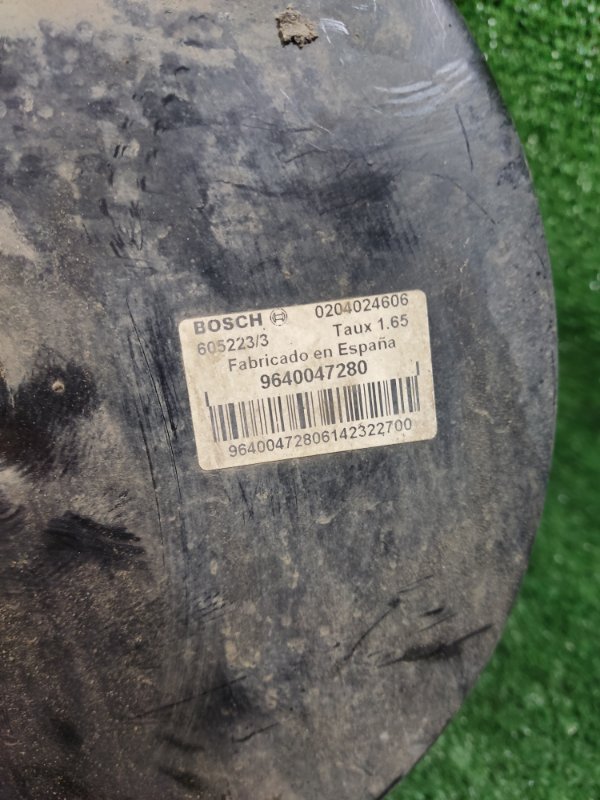 BOSCH 0204024606
605223/3 Taux 1.65
Fabricado en España
9640047280
96400472806142322700